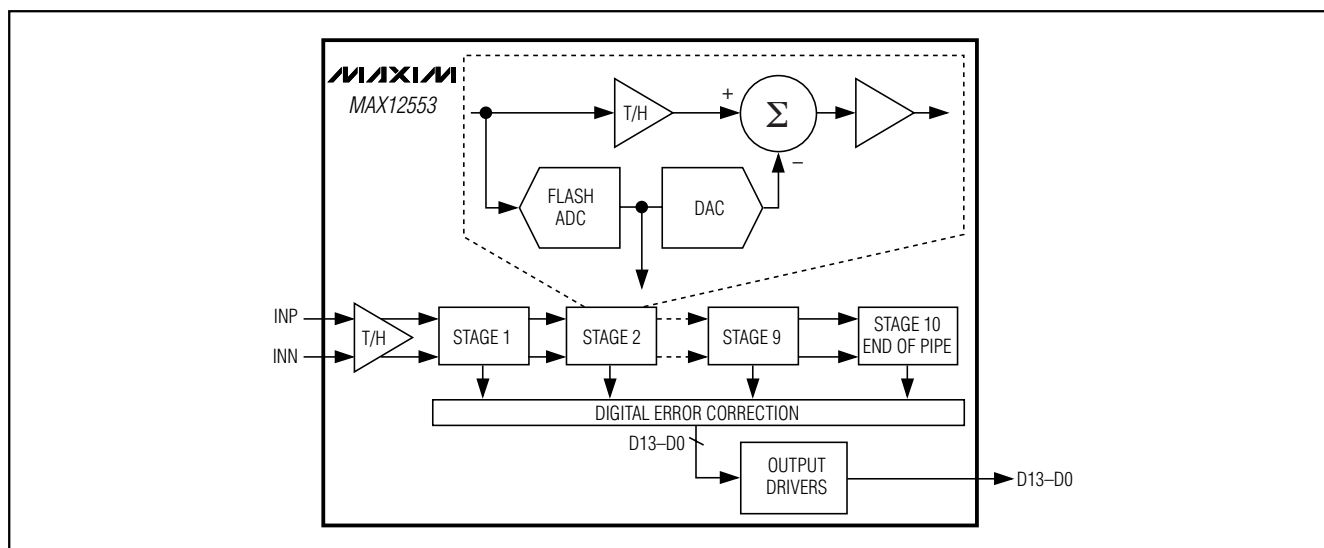 MAXIM
MAX12553
T/H
+
Σ
−
FLASH
ADC
DAC
INP
INN
T/H
STAGE 1
STAGE 2
STAGE 9
STAGE 10
END OF PIPE
DIGITAL ERROR CORRECTION
D13–D0
OUTPUT
DRIVERS
D13–D0